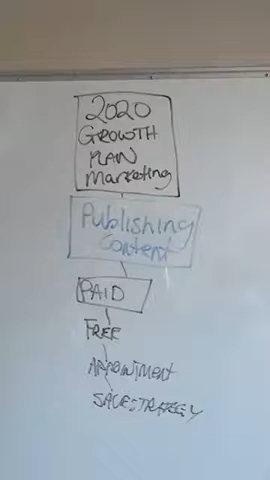 2020
GROWTH
PLAN
Marketing
Publishing
Content
PAID
FREE
APPOINTMENT
SALES STRATEGY